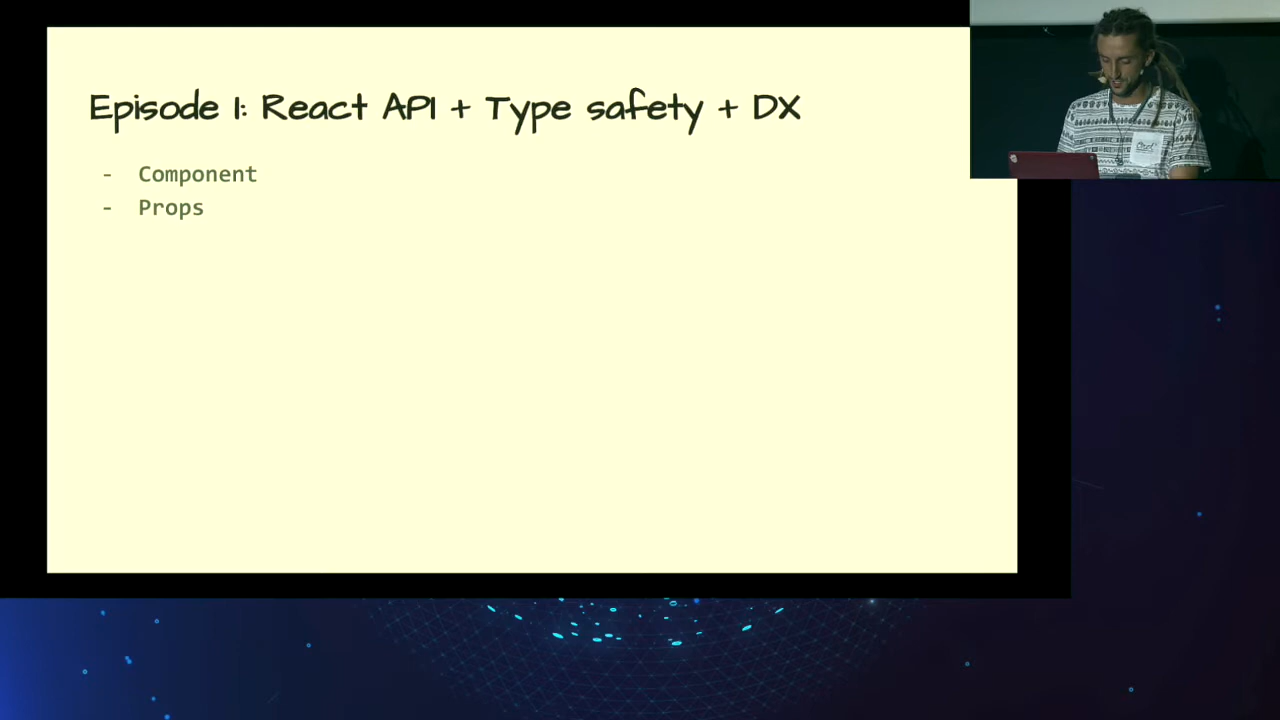 Episode 1: React API + Type safety + DX
- Component
- Props